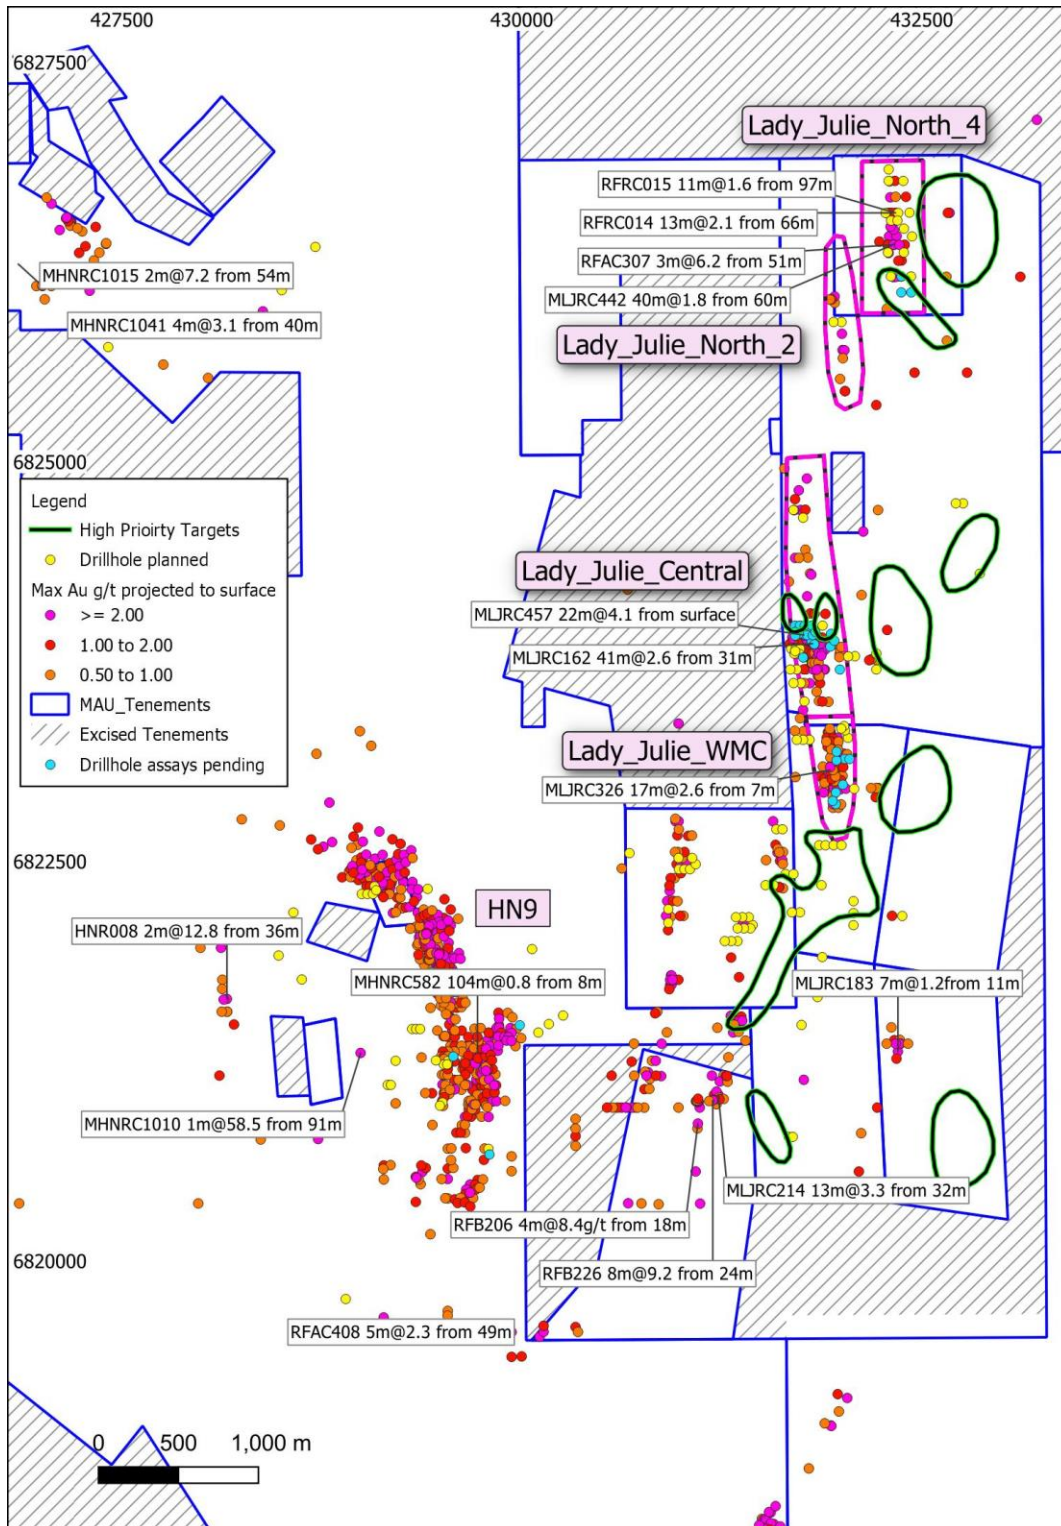 427500
430000
432500
6827500
Lady_Julie_North_4
RFRC015 11m@1.6 from 97m
RFRC014 13m@2.1 from 66m
RFAC307 3m@6.2 from 51m
MHNRC1015 2m@7.2 from 54m
MLJRC442 40m@1.8 from 60m
MHNRC1041 4m@3.1 from 40m
Lady_Julie_North_2
6825000
Legend
High Prioirty Targets
Drillhole planned
Max Au g/t projected to surface
>= 2.00
1.00 to 2.00
0.50 to 1.00
MAU_Tenements
Excised Tenements
Drillhole assays pending
Lady_Julie_Central
MLJRC457 22m@4.1 from surface
MLJRC162 41m@2.6 from 31m
Lady_Julie_WMC
MLJRC326 17m@2.6 from 7m
6822500
HN9
HNR008 2m@12.8 from 36m
MHNRC582 104m@0.8 from 8m
MLJRC183 7m@1.2from 11m
MHNRC1010 1m@58.5 from 91m
MLJRC214 13m@3.3 from 32m
RFB206 4m@8.4g/t from 18m
6820000
RFB226 8m@9.2 from 24m
RFAC408 5m@2.3 from 49m
0 500 1,000 m